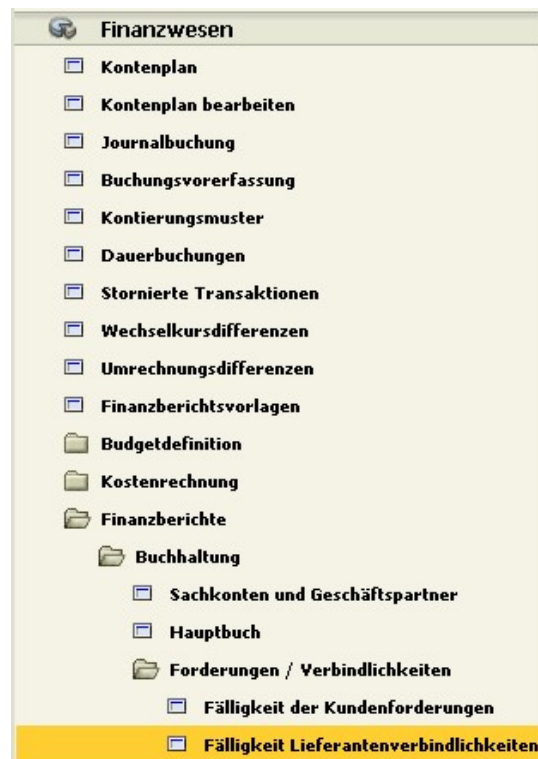 Finanzwesen
Kontenplan
Kontenplan bearbeiten
Journalbuchung
Buchungsvorerfassung
Kontierungsmuster
Dauerbuchungen
Stornierte Transaktionen
Wechselkursdifferenzen
Umrechnungsdifferenzen
Finanzberichtsvorlagen
Budgetdefinition
Kostenrechnung
Finanzberichte
Buchhaltung
Sachkonten und Geschäftspartner
Hauptbuch
Forderungen / Verbindlichkeiten
Fälligkeit der Kundenforderungen
Fälligkeit Lieferantenverbindlichkeiten